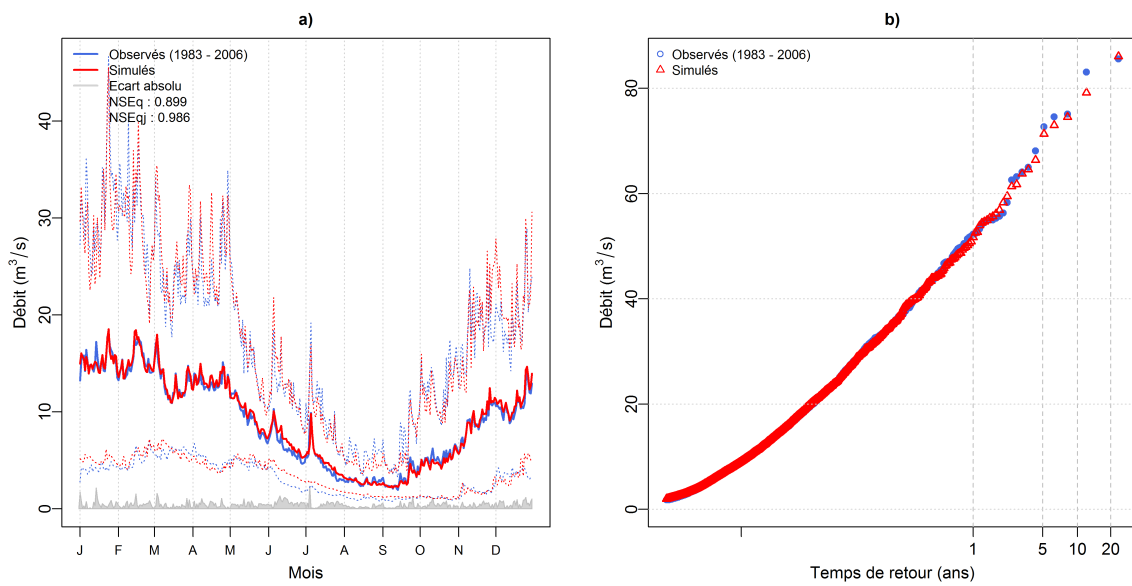 a)
Observés (1983 - 2006)
Simulés
Ecart absolu
NSEq : 0.899
NSEqj : 0.986
Débit (m³/s)
40
30
20
10
0
J F M A M J J A S O N D
Mois
b)
Observés (1983 - 2006)
Simulés
Débit (m³/s)
80
60
40
20
0
1 5 10 20
Temps de retour (ans)